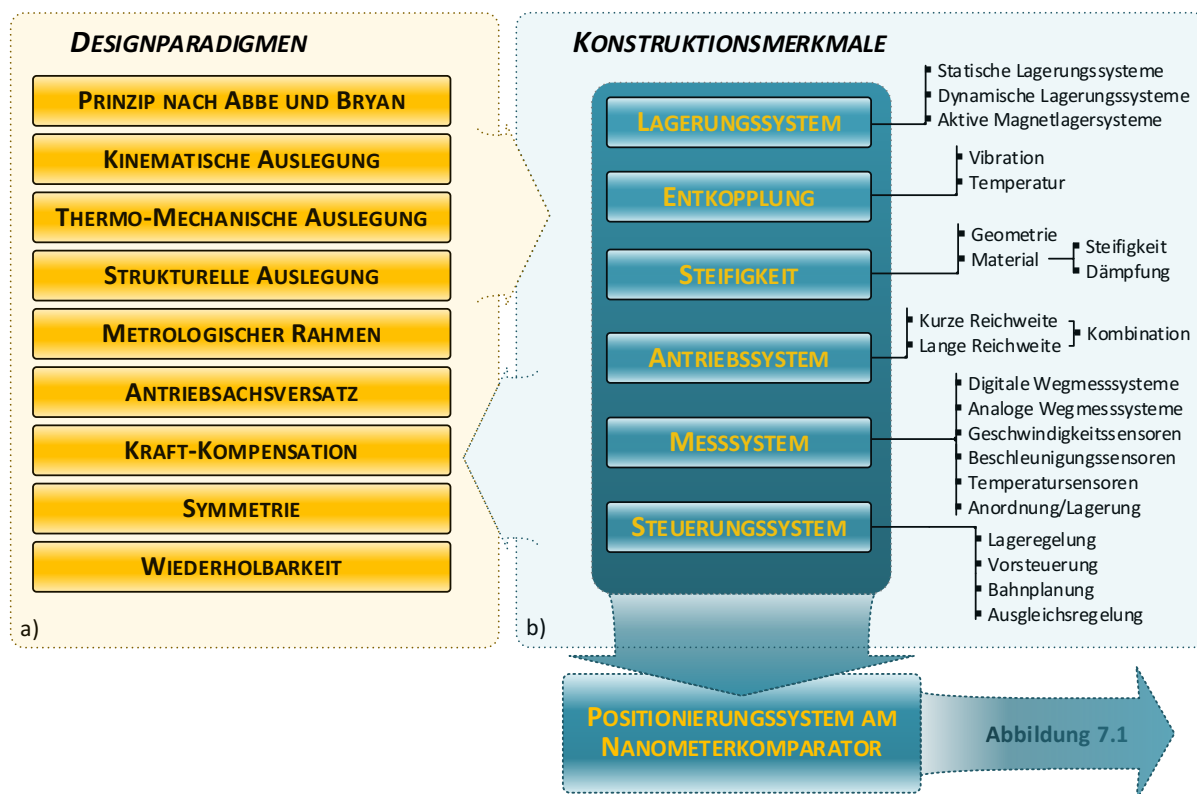 DESIGNPARADIGMEN
PRINZIP NACH ABBE UND BRYAN
KINEMATISCHE AUSLEGUNG
THERMO-MECHANISCHE AUSLEGUNG
STRUKTURELLE AUSLEGUNG
METROLOGISCHER RAHMEN
ANTRIEBSACHSVERSATZ
KRAFT-KOMPENSATION
SYMMETRIE
WIEDERHOLBARKEIT
a)
KONSTRUKTIONSMERKMALE
LAGERUNGSSYSTEM
Statische Lagerungssysteme
Dynamische Lagerungssysteme
Aktive Magnetlagersysteme
ENTKOPPLUNG
Vibration
Temperatur
STEIFIGKEIT
Geometrie
Material
Steifigkeit
Dämpfung
ANTRIEBSSYSTEM
Kurze Reichweite
Lange Reichweite
Kombination
MESSSYSTEM
Digitale Wegmesssysteme
Analoge Wegmesssysteme
Geschwindigkeitssensoren
Beschleunigungssensoren
Temperatursensoren
Anordnung/Lagerung
STEUERUNGSSYSTEM
Lageregelung
Vorsteuerung
Bahnplanung
Ausgleichsregelung
b)
POSITIONIERUNGSSYSTEM AM
NANOMETERKOMPARATOR
Abbildung 7.1